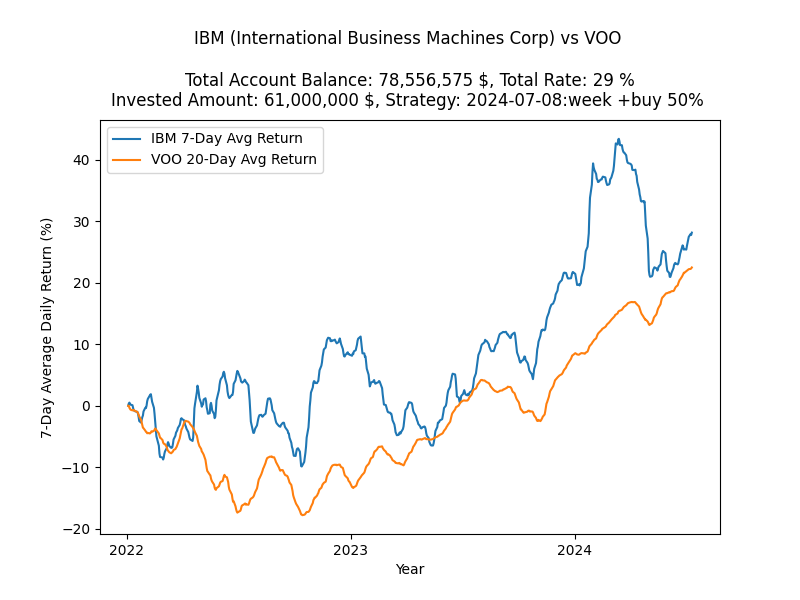 IBM (International Business Machines Corp) vs VOO
Total Account Balance: 78,556,575 $, Total Rate: 29 %
Invested Amount: 61,000,000 $, Strategy: 2024-07-08:week +buy 50%
IBM 7-Day Avg Return
VOO 20-Day Avg Return
7-Day Average Daily Return (%)
40
30
20
10
0
−10
−20
2022
2023
2024
Year